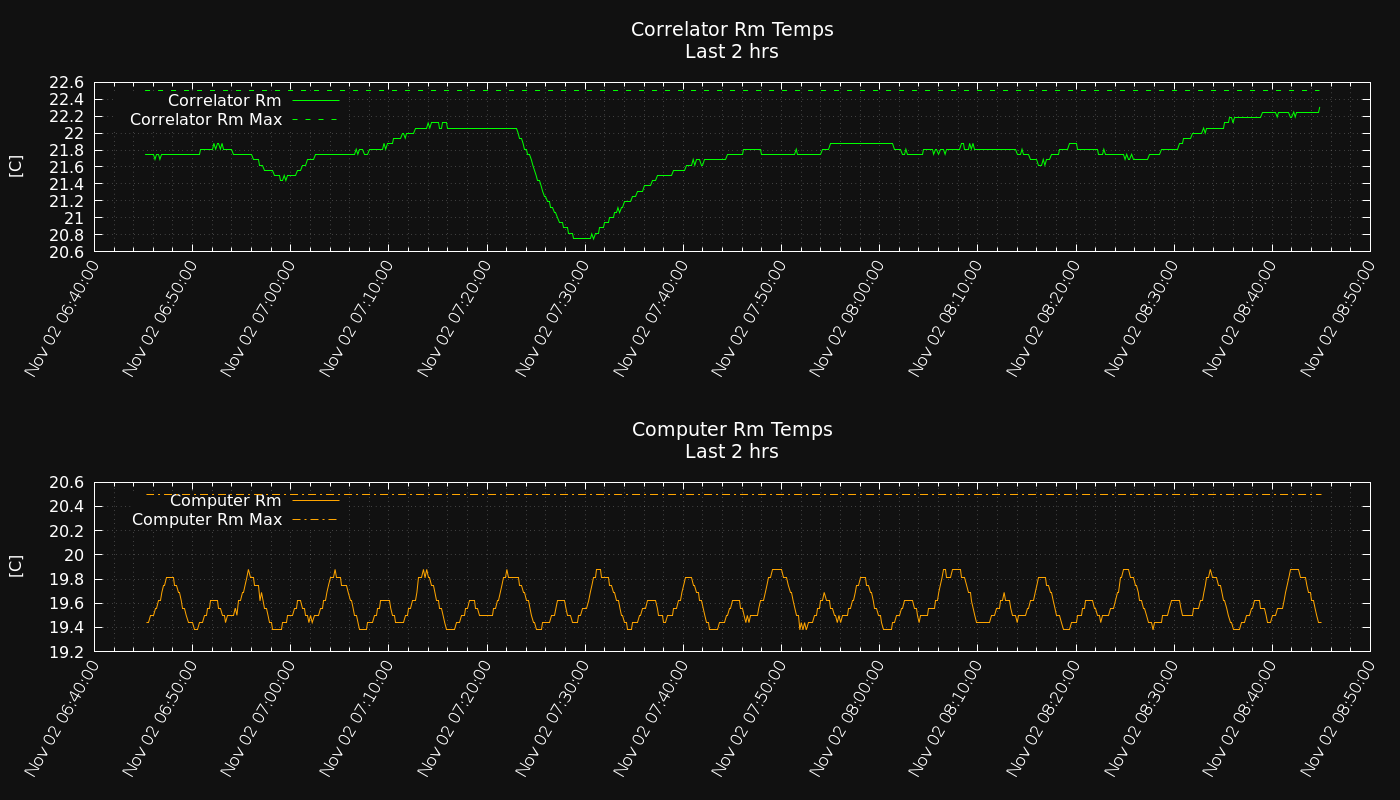 Correlator Rm Temps
Last 2 hrs
22.6
22.4
22.2
22
21.8
21.6
21.4
21.2
21
20.8
20.6
[C]
Correlator Rm
Correlator Rm Max
Nov 02 06:40:00
Nov 02 06:50:00
Nov 02 07:00:00
Nov 02 07:10:00
Nov 02 07:20:00
Nov 02 07:30:00
Nov 02 07:40:00
Nov 02 07:50:00
Nov 02 08:00:00
Nov 02 08:10:00
Nov 02 08:20:00
Nov 02 08:30:00
Nov 02 08:40:00
Nov 02 08:50:00
Computer Rm Temps
Last 2 hrs
20.6
20.4
20.2
20
19.8
19.6
19.4
19.2
[C]
Computer Rm
Computer Rm Max
Nov 02 06:40:00
Nov 02 06:50:00
Nov 02 07:00:00
Nov 02 07:10:00
Nov 02 07:20:00
Nov 02 07:30:00
Nov 02 07:40:00
Nov 02 07:50:00
Nov 02 08:00:00
Nov 02 08:10:00
Nov 02 08:20:00
Nov 02 08:30:00
Nov 02 08:40:00
Nov 02 08:50:00